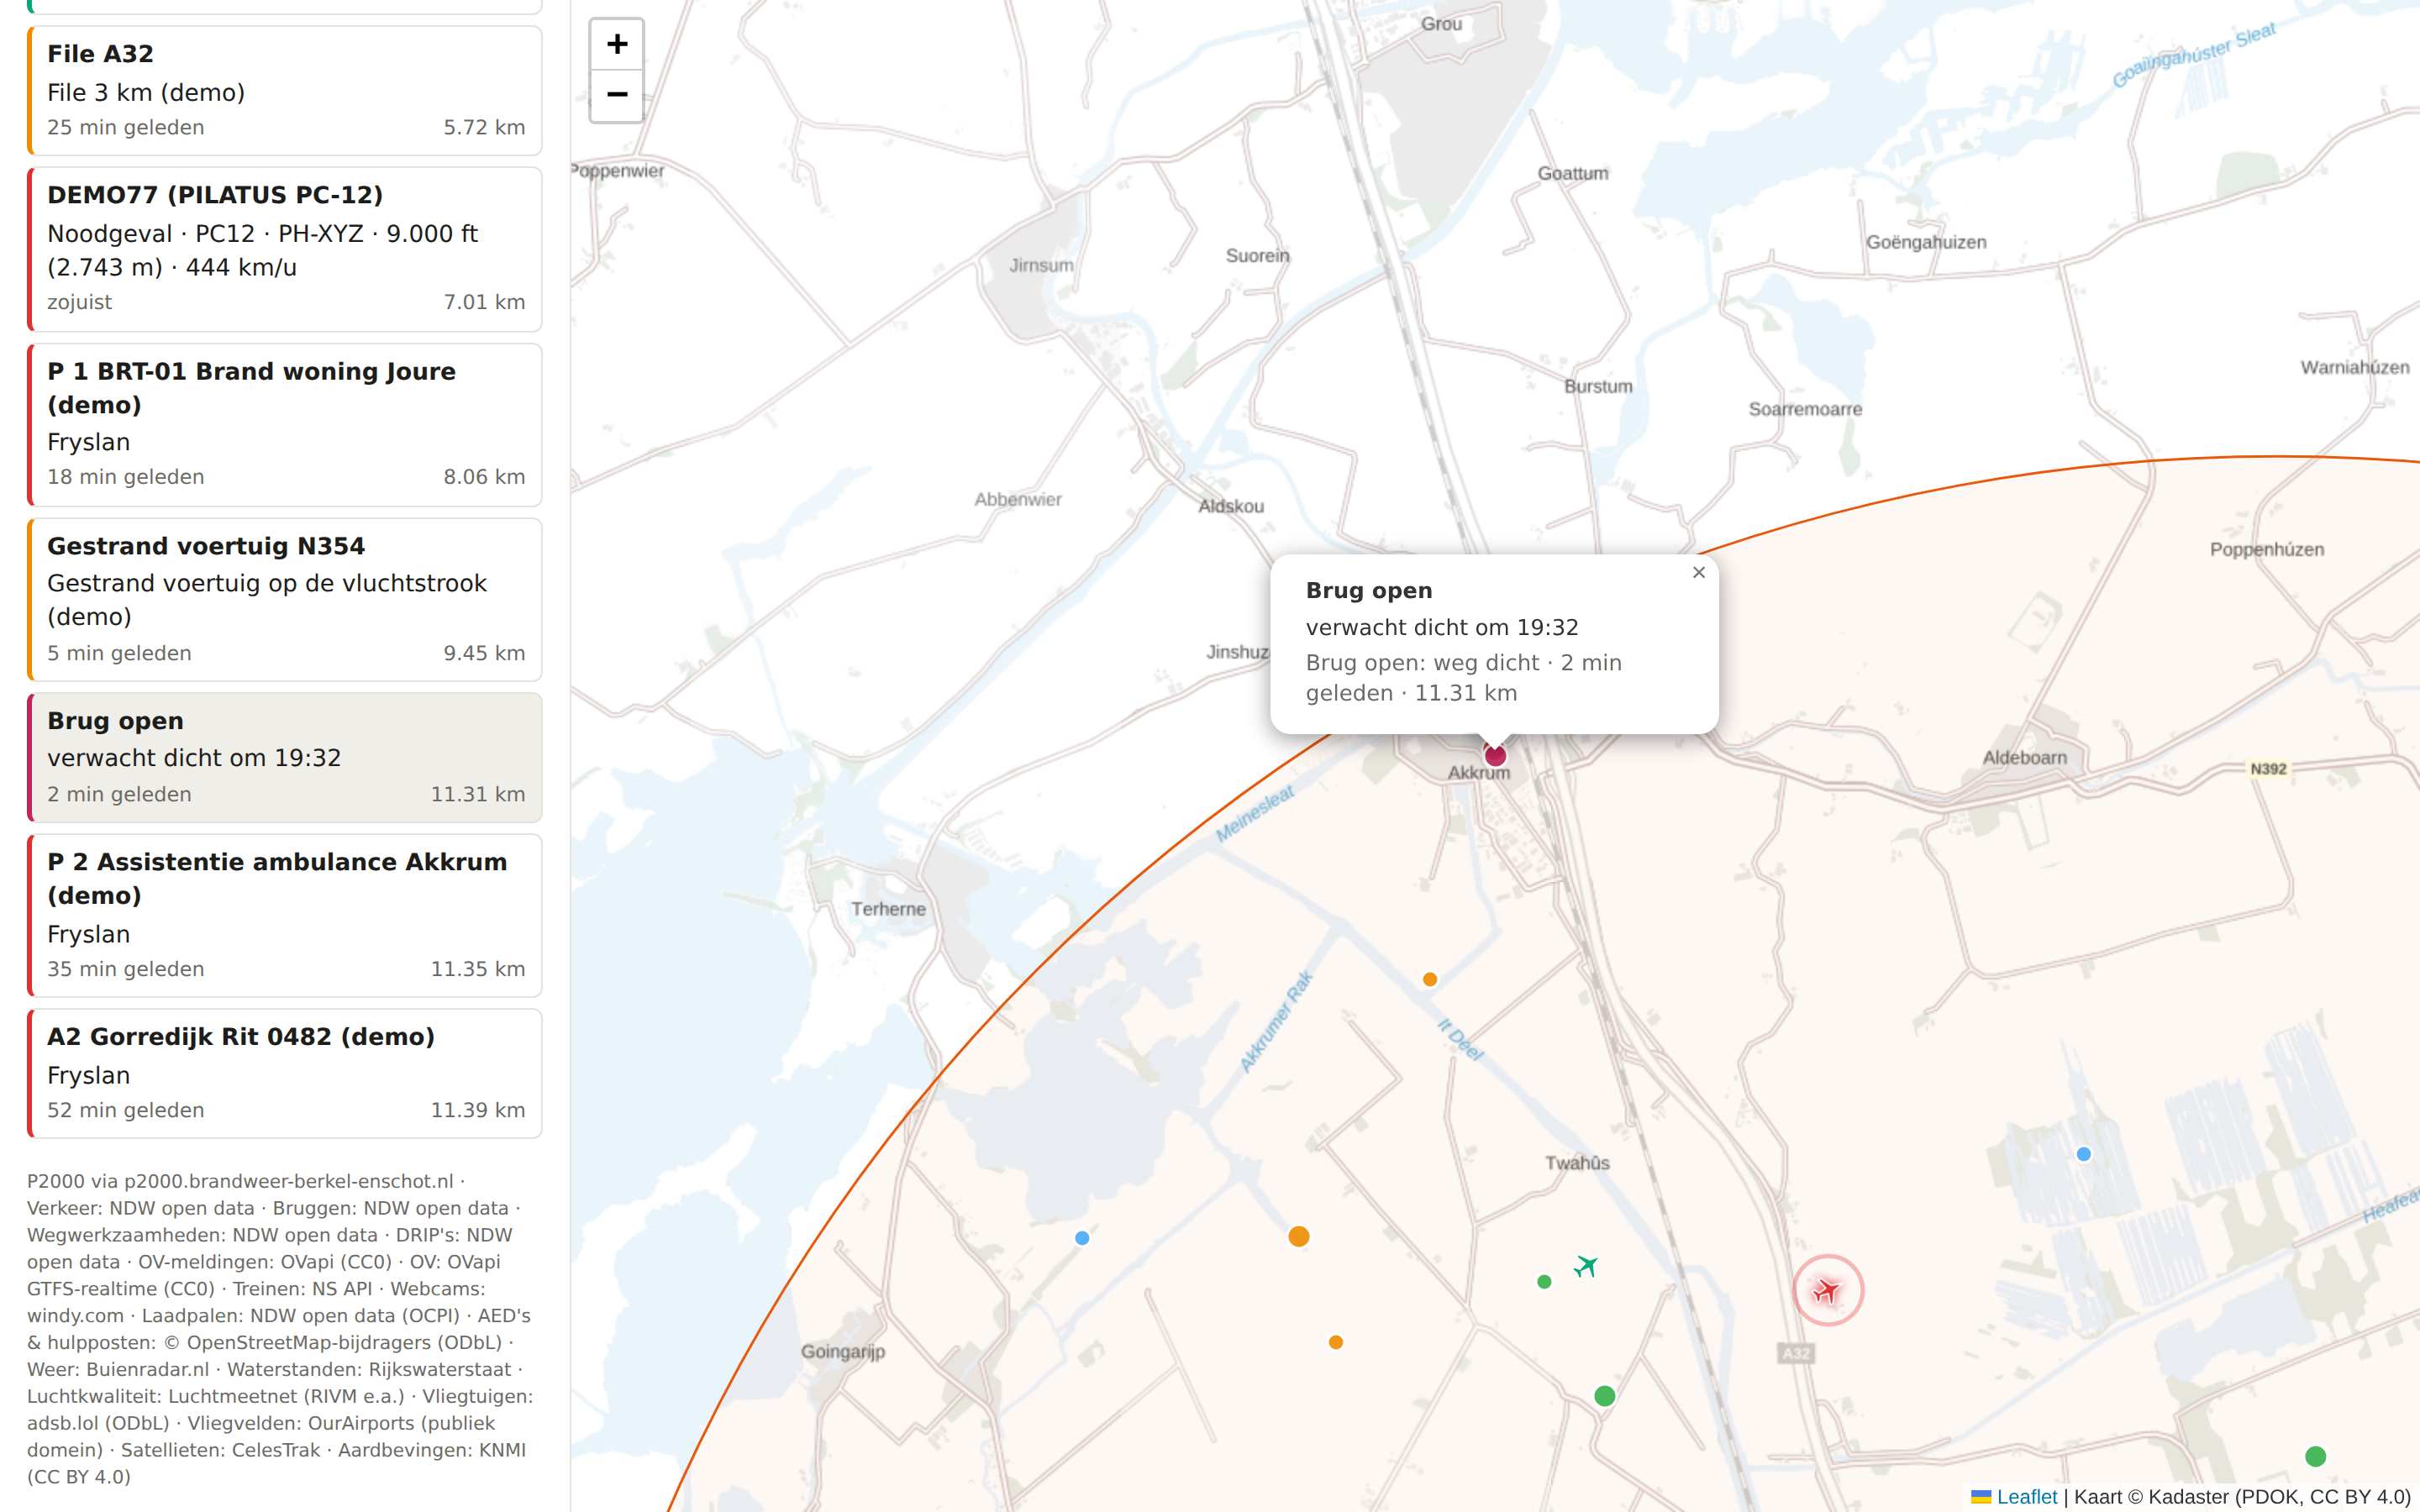 File A32
File 3 km (demo)
25 min geleden 5.72 km
DEMO77 (PILATUS PC-12)
Noodgeval · PC12 · PH-XYZ · 9.000 ft
(2.743 m) · 444 km/u
zojuist 7.01 km
P 1 BRT-01 Brand woning Joure
(demo)
Fryslan
18 min geleden 8.06 km
Gestrand voertuig N354
Gestrand voertuig op de vluchtstrook
(demo)
5 min geleden 9.45 km
Brug open
verwacht dicht om 19:32
2 min geleden 11.31 km
P 2 Assistentie ambulance Akkrum
(demo)
Fryslan
35 min geleden 11.35 km
A2 Gorredijk Rit 0482 (demo)
Fryslan
52 min geleden 11.39 km
P2000 via p2000.brandweer-berkel-enschot.nl ·
Verkeer: NDW open data · Bruggen: NDW open data ·
Wegwerkzaamheden: NDW open data · DRIP's: NDW
open data · OV-meldingen: OVapi (CC0) · OV: OVapi
GTFS-realtime (CC0) · Treinen: NS API · Webcams:
windy.com · Laadpalen: NDW open data (OCPI) · AED's
& hulpposten: © OpenStreetMap-bijdragers (ODbL) ·
Weer: Buienradar.nl · Waterstanden: Rijkswaterstaat ·
Luchtkwaliteit: Luchtmeetnet (RIVM e.a.) · Vliegtuigen:
adsb.lol (ODbL) · Vliegvelden: OurAirports (publiek
domein) · Satellieten: CelesTrak · Aardbevingen: KNMI
(CC BY 4.0)
+
−
Grou
Goaiïngahúster Sleat
Poppenwier
Goattum
Goëngahuizen
Suorein
Jirnsum
Warniahúzen
Burstum
Soarremoarre
Abbenwier
Aldskou
Poppenhúzen
Jinshuz
Brug open
×
verwacht dicht om 19:32
Brug open: weg dicht · 2 min
geleden · 11.31 km
Akkrum
Aldeboarn
N392
Meinesleat
Terherne
Akkrumer Rak
It Deel
Twahûs
Heafea
Goingarijp
A32
Leaflet | Kaart © Kadaster (PDOK, CC BY 4.0)